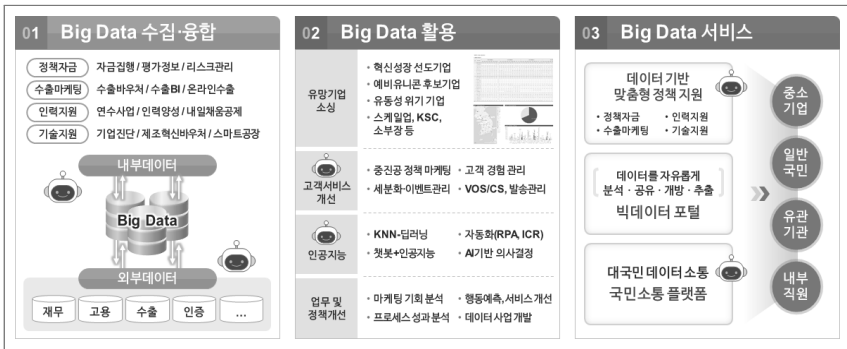 01 Big Data 수집·융합
정책자금 자금집행 / 평가정보 / 리스크관리
수출마케팅 수출바우처 / 수출BI / 온라인수출
인력지원 연수사업 / 인력양성 / 내일채움공제
기술지원 기업진단 / 제조혁신바우처 / 스마트공장
내부데이터
Big Data
외부데이터
재무 고용 수출 인증 ...
02 Big Data 활용
유망기업
소싱
• 혁신성장 선도기업
• 예비유니콘 후보기업
• 유동성 위기 기업
• 스케일업, KSC,
소부장 등
고객서비스
개선
• 중진공 정책 마케팅 • 고객 경험 관리
• 세분화·이벤트관리 • VOS/CS, 발송관리
인공지능
• KNN-딥러닝 • 자동화(RPA, ICR)
• 챗봇+인공지능 • AI기반 의사결정
업무 및
정책개선
• 마케팅 기회 분석 • 행동예측, 서비스 개선
• 프로세스 성과 분석 • 데이터 사업 개발
03 Big Data 서비스
데이터 기반
맞춤형 정책 지원
• 정책자금 • 인력지원
• 수출마케팅 • 기술지원
데이터를 자유롭게
분석 · 공유 · 개방 · 추출
빅데이터 포털
대국민 데이터 소통
국민소통 플랫폼
중소
기업
일반
국민
유관
기관
내부
직원